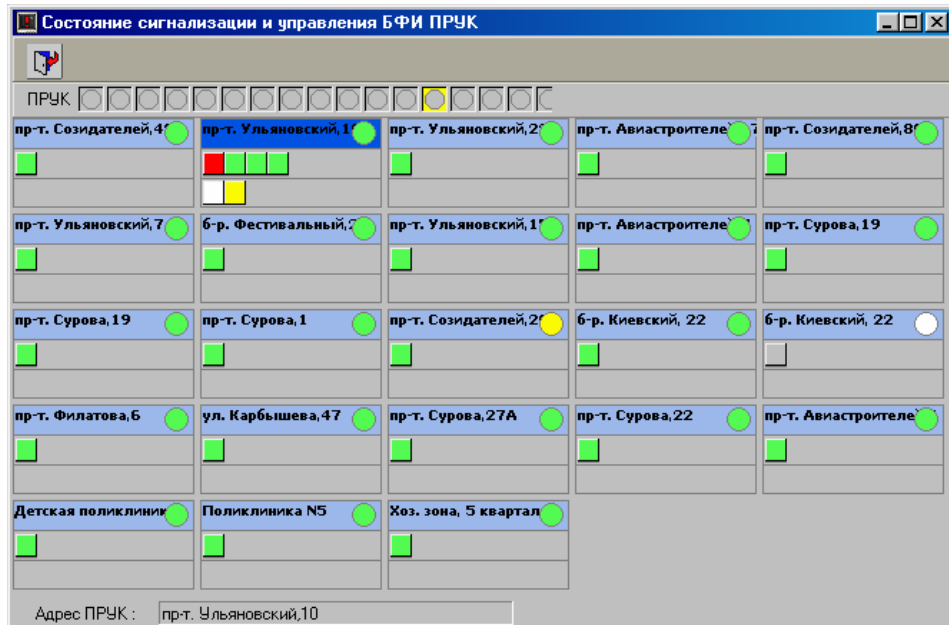 Состояние сигнализации и управления БФИ ПРУК
ПРУК
пр-т. Созидателей,4
пр-т. Ульяновский,1
пр-т. Ульяновский,2
пр-т. Авиастроителе
пр-т. Созидателей,8
пр-т. Ульяновский,7
б-р. Фестивальный,2
пр-т. Ульяновский,1
пр-т. Авиастроителе
пр-т. Сурова,19
пр-т. Сурова,19
пр-т. Сурова,1
пр-т. Созидателей,2
б-р. Киевский, 22
б-р. Киевский, 22
пр-т. Филатова,6
ул. Карбышева,47
пр-т. Сурова,27А
пр-т. Сурова,22
пр-т. Авиастроителе
Детская поликлиник
Поликлиника N5
Хоз. зона, 5 квартал
Адрес ПРУК :
пр-т. Ульяновский,10